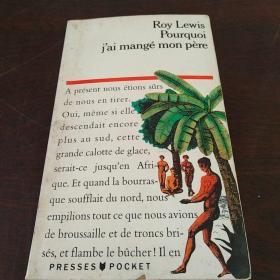 Roy Lewis
Pourquoi
j'ai mangé mon père
A présent nous étions sûrs
de nous en tirer.
Oui, même si elle
descendait encore
plus au sud, cette
grande calotte de glace,
serait-ce jusqu'en Afri-
que. Et quand la bourras-
que soufflait du nord, nous
empilions tout ce que nous avions
de broussaille et de troncs bri-
sés, et flambe le bûcher! Il en
PRESSES POCKET